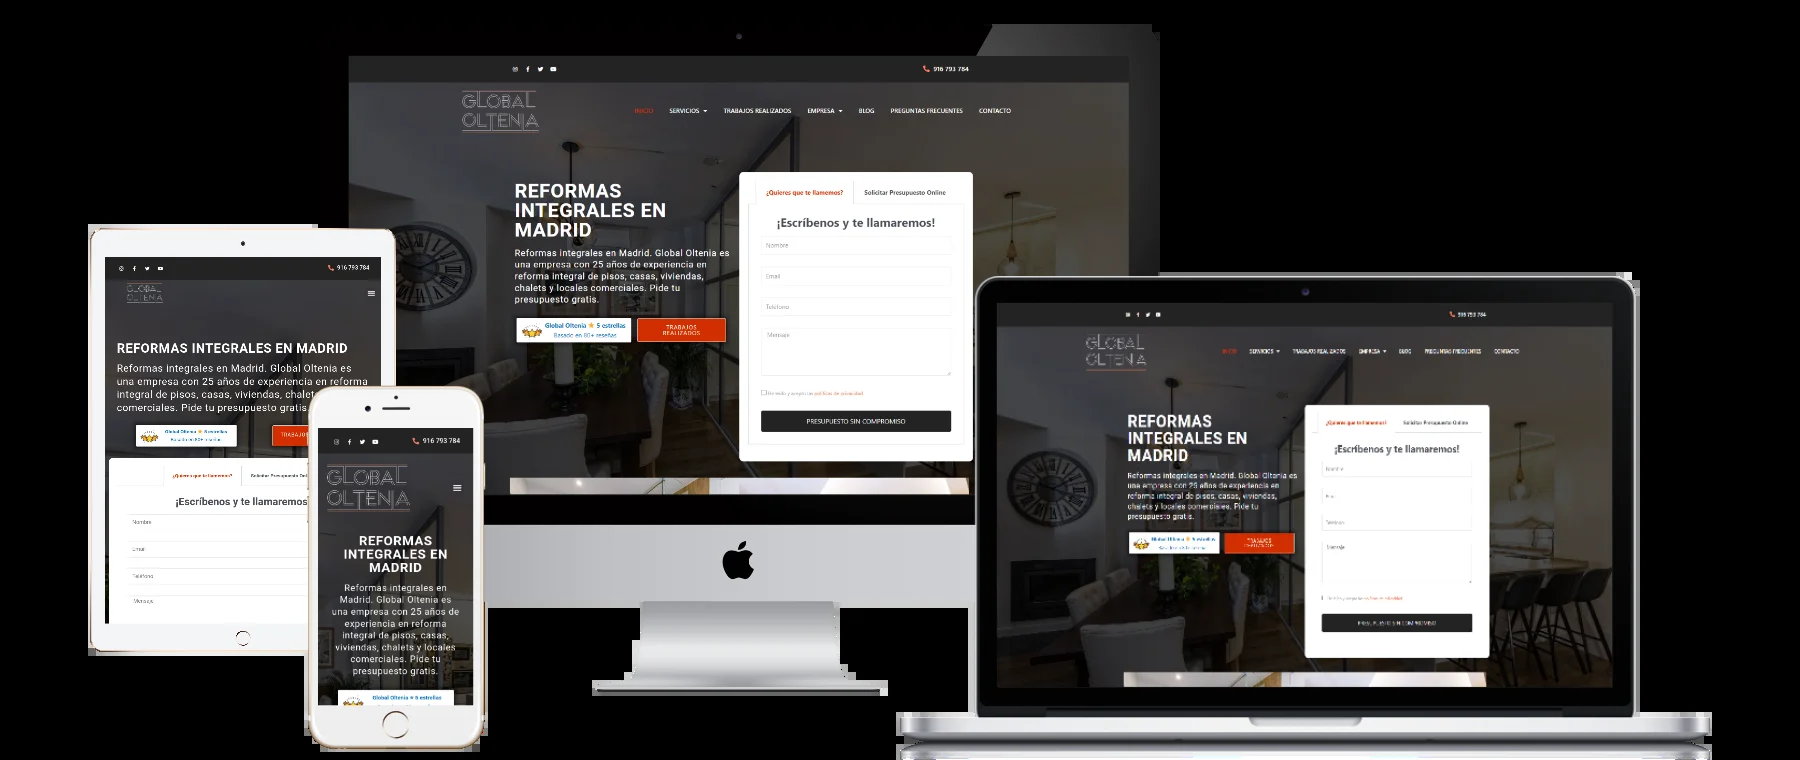 916 793 784
GLOBAL
OLTENIA
INICIO SERVICIOS TRABAJOS REALIZADOS EMPRESA BLOG PREGUNTAS FRECUENTES CONTACTO
REFORMAS
INTEGRALES EN
MADRID
Reformas integrales en Madrid. Global Oltenia es
una empresa con 25 años de experiencia en
reforma integral de pisos, casas, viviendas,
chalets y locales comerciales. Pide tu
presupuesto gratis.
Global Oltenia ★ 5 estrellas
Basado en 80+ reseñas
TRABAJOS
REALIZADOS
¿Quieres que te llamemos? Solicitar Presupuesto Online
¡Escríbenos y te llamaremos!
Nombre
Email
Teléfono
Mensaje
He leído y acepto las políticas de privacidad
PRESUPUESTO SIN COMPROMISO
916 793 784
GLOBAL
OLTENIA
REFORMAS INTEGRALES EN MADRID
Reformas integrales en Madrid. Global Oltenia es
una empresa con 25 años de experiencia en reforma
integral de pisos, casas, viviendas, chalet
comerciales. Pide tu presupuesto gratis.
Global Oltenia ★ 5 estrellas
Basado en 80+ reseñas
TRABAJOS
¿Quieres que te llamemos? Solicitar Presupuesto Onl
¡Escríbenos y te llamaremos
Nombre
Email
Teléfono
Mensaje
916 793 784
GLOBAL
OLTENIA
REFORMAS
INTEGRALES EN
MADRID
Reformas integrales en
Madrid. Global Oltenia es
una empresa con 25 años de
experiencia en reforma
integral de pisos, casas,
viviendas, chalets y locales
comerciales. Pide tu
presupuesto gratis.
Global Oltenia ★ 5 estrellas
916 793 784
GLOBAL
OLTENIA
INICIO SERVICIOS TRABAJOS REALIZADOS EMPRESA BLOG PREGUNTAS FRECUENTES CONTACTO
REFORMAS
INTEGRALES EN
MADRID
Reformas integrales en Madrid. Global Oltenia es
una empresa con 25 años de experiencia en
reforma integral de pisos, casas, viviendas,
chalets y locales comerciales. Pide tu
presupuesto gratis.
Global Oltenia ★ 5 estrellas
Basado en 80+ reseñas
TRABAJOS
REALIZADOS
¿Quieres que te llamemos? Solicitar Presupuesto Online
¡Escríbenos y te llamaremos!
Nombre
Email
Teléfono
Mensaje
PRESUPUESTO SIN COMPROMISO